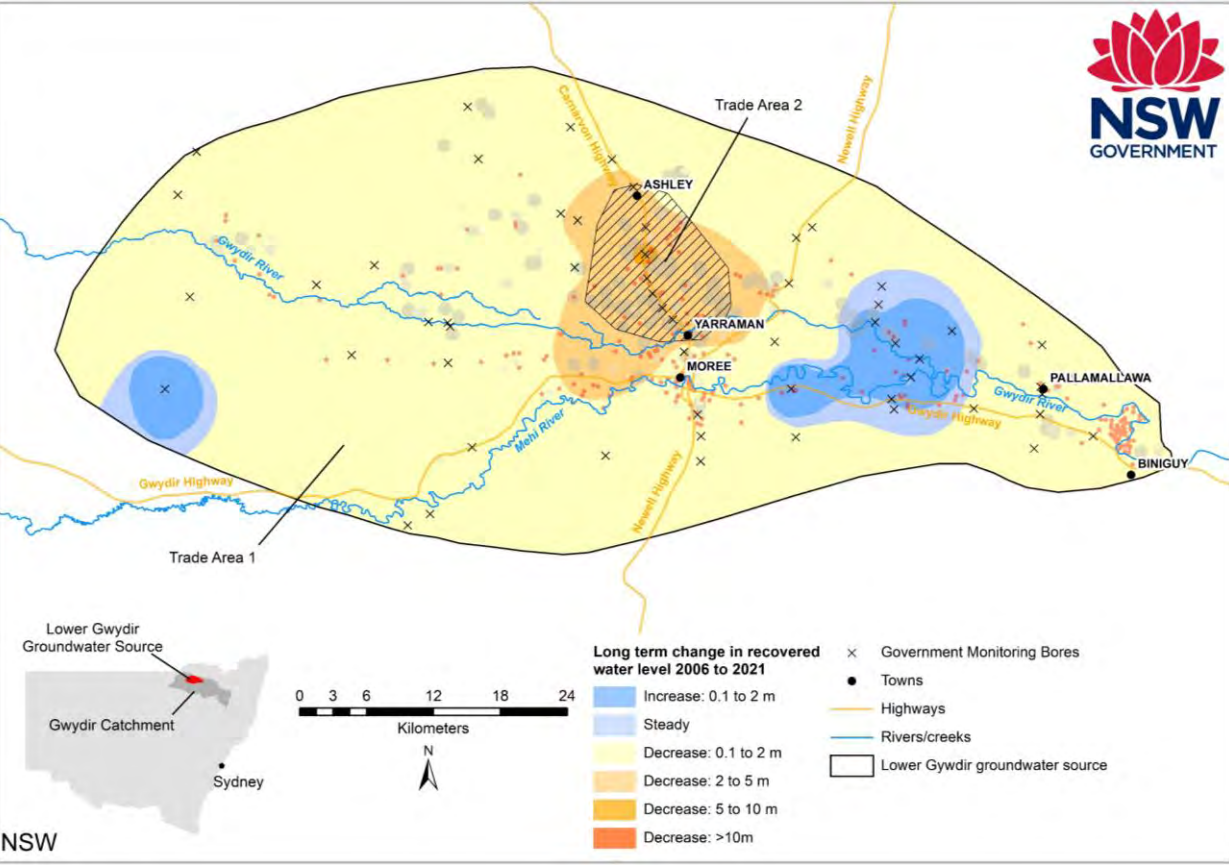 NSW
GOVERNMENT
Carnarvon Highway
Trade Area 2
Newell Highway
ASHLEY
Gwydir River
YARRAMAN
MOREE
PALLAMALLAWA
Gwydir River
Gwydir Highway
Mehi River
BINIGUY
Newell Highway
Gwydir Highway
Trade Area 1
Lower Gwydir
Groundwater Source
Gwydir Catchment
Sydney
NSW
0 3 6 12 18 24
Kilometers
N
Long term change in recovered
water level 2006 to 2021
Increase: 0.1 to 2 m
Steady
Decrease: 0.1 to 2 m
Decrease: 2 to 5 m
Decrease: 5 to 10 m
Decrease: >10m
Government Monitoring Bores
Towns
Highways
Rivers/creeks
Lower Gywdir groundwater source